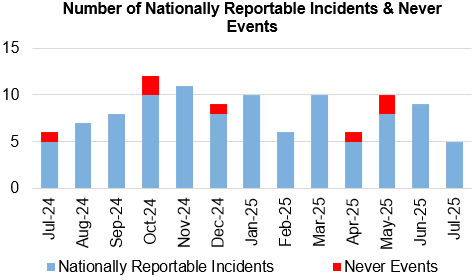 Number of Nationally Reportable Incidents & Never
Events
15
10
5
0
Jul-24
Aug-24
Sep-24
Oct-24
Nov-24
Dec-24
Jan-25
Feb-25
Mar-25
Apr-25
May-25
Jun-25
Jul-25
Nationally Reportable Incidents
Never Events